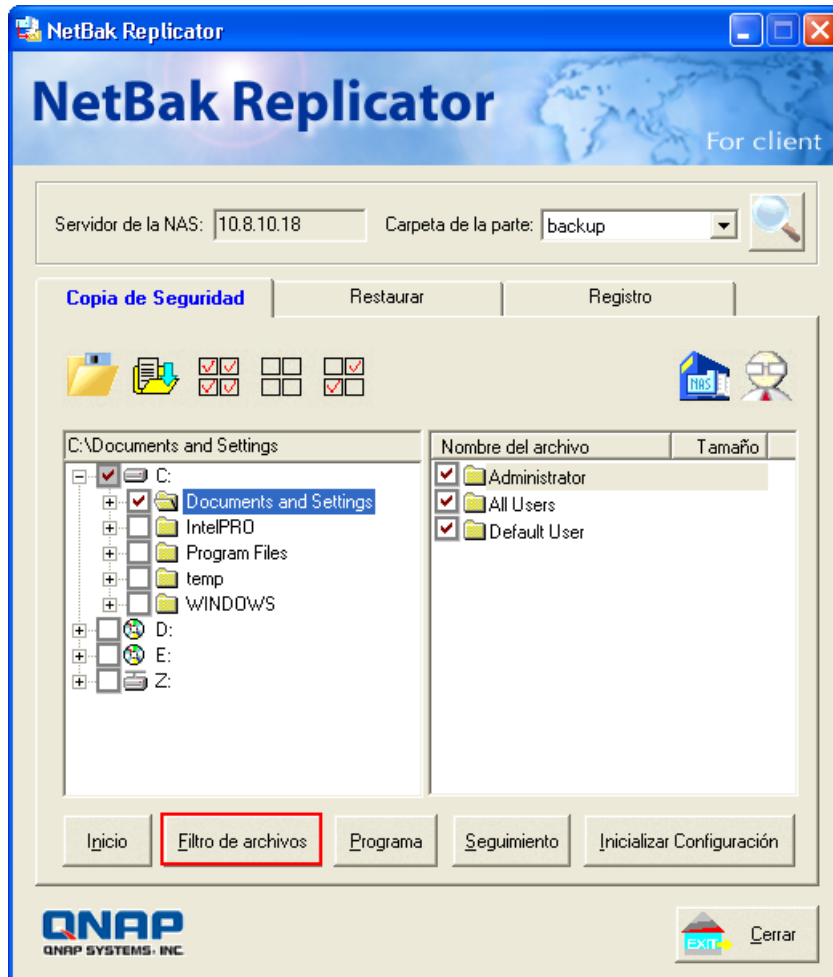 NetBak Replicator
NetBak Replicator
For client
Servidor de la NAS: 10.8.10.18 Carpeta de la parte: backup
Copia de Seguridad Restaurar Registro
NAS
C:\Documents and Settings
Nombre del archivo Tamaño
C:
Documents and Settings
IntelPRO
Program Files
temp
WINDOWS
D:
E:
Z:
Administrator
All Users
Default User
Inicio Filtro de archivos Programa Seguimiento Inicializar Configuración
QNAP
QNAP SYSTEMS, INC.
EXIT Cerrar